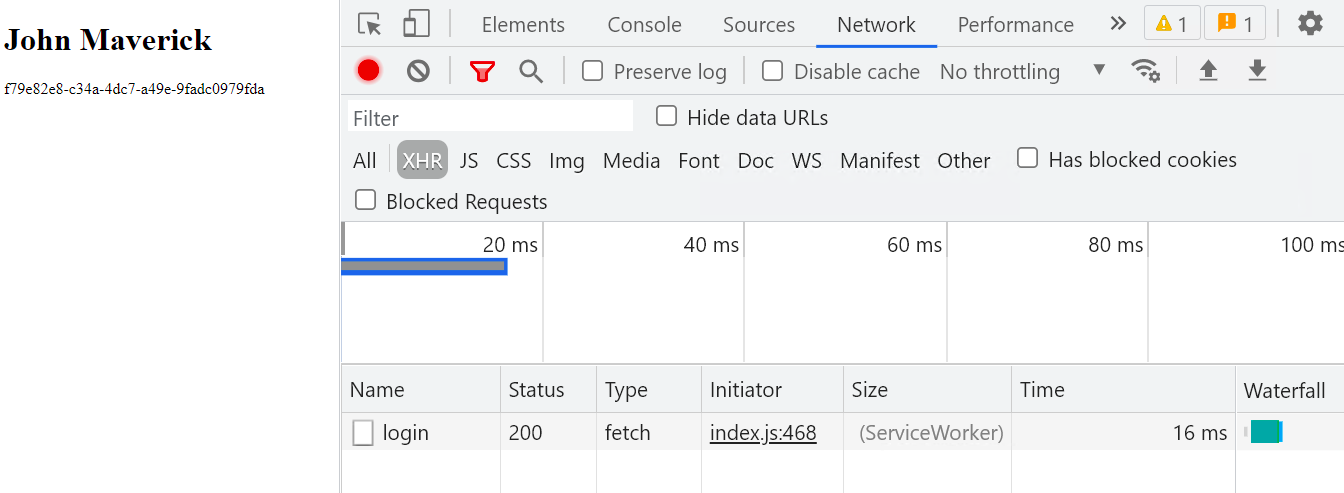 John Maverick
f79e82e8-c34a-4dc7-a49e-9fadc0979fda
Elements Console Sources Network Performance 1 1
Preserve log Disable cache No throttling
Filter Hide data URLs
All XHR JS CSS Img Media Font Doc WS Manifest Other Has blocked cookies
Blocked Requests
20 ms 40 ms 60 ms 80 ms 100 ms
Name Status Type Initiator Size Time Waterfall
login 200 fetch index.js:468 (ServiceWorker) 16 ms